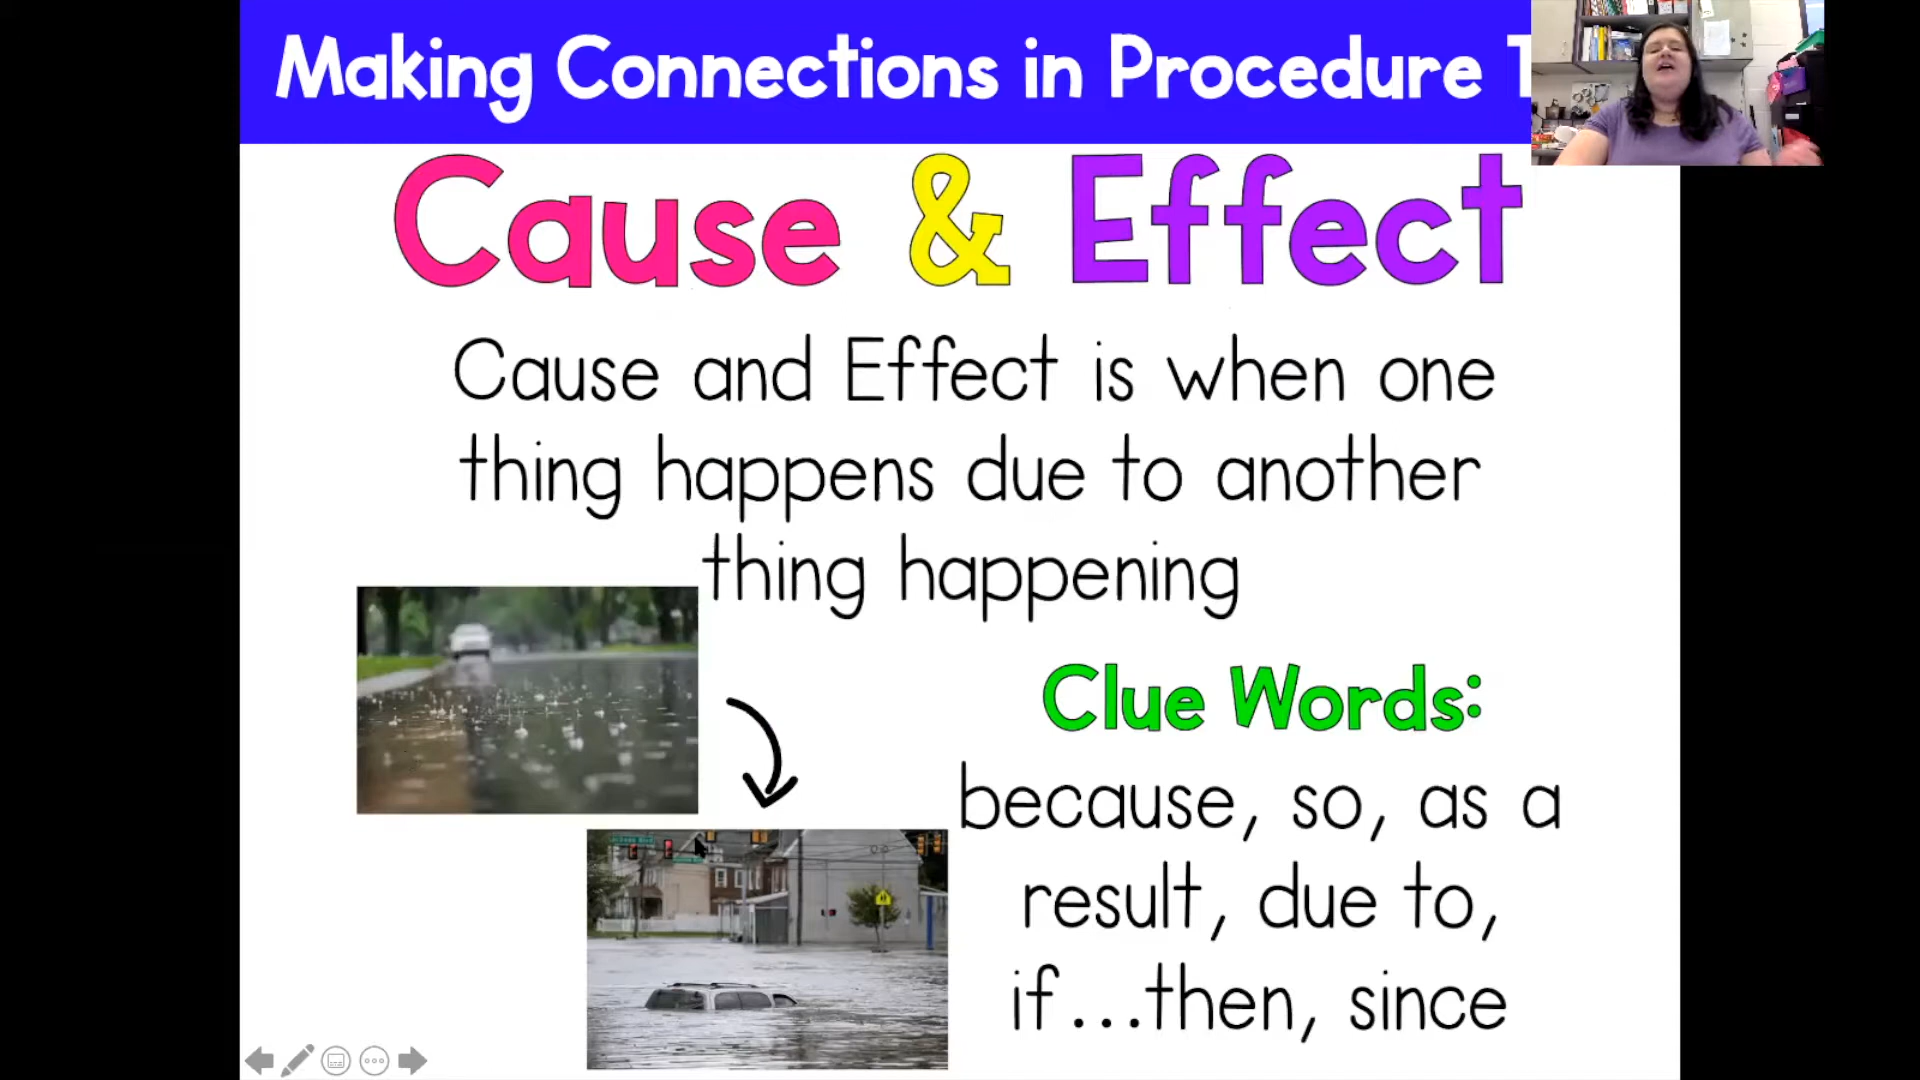 Making Connections in Procedure T
Cause & Effect
Cause and Effect is when one
thing happens due to another
thing happening
Clue Words:
because, so, as a
result, due to,
if...then, since